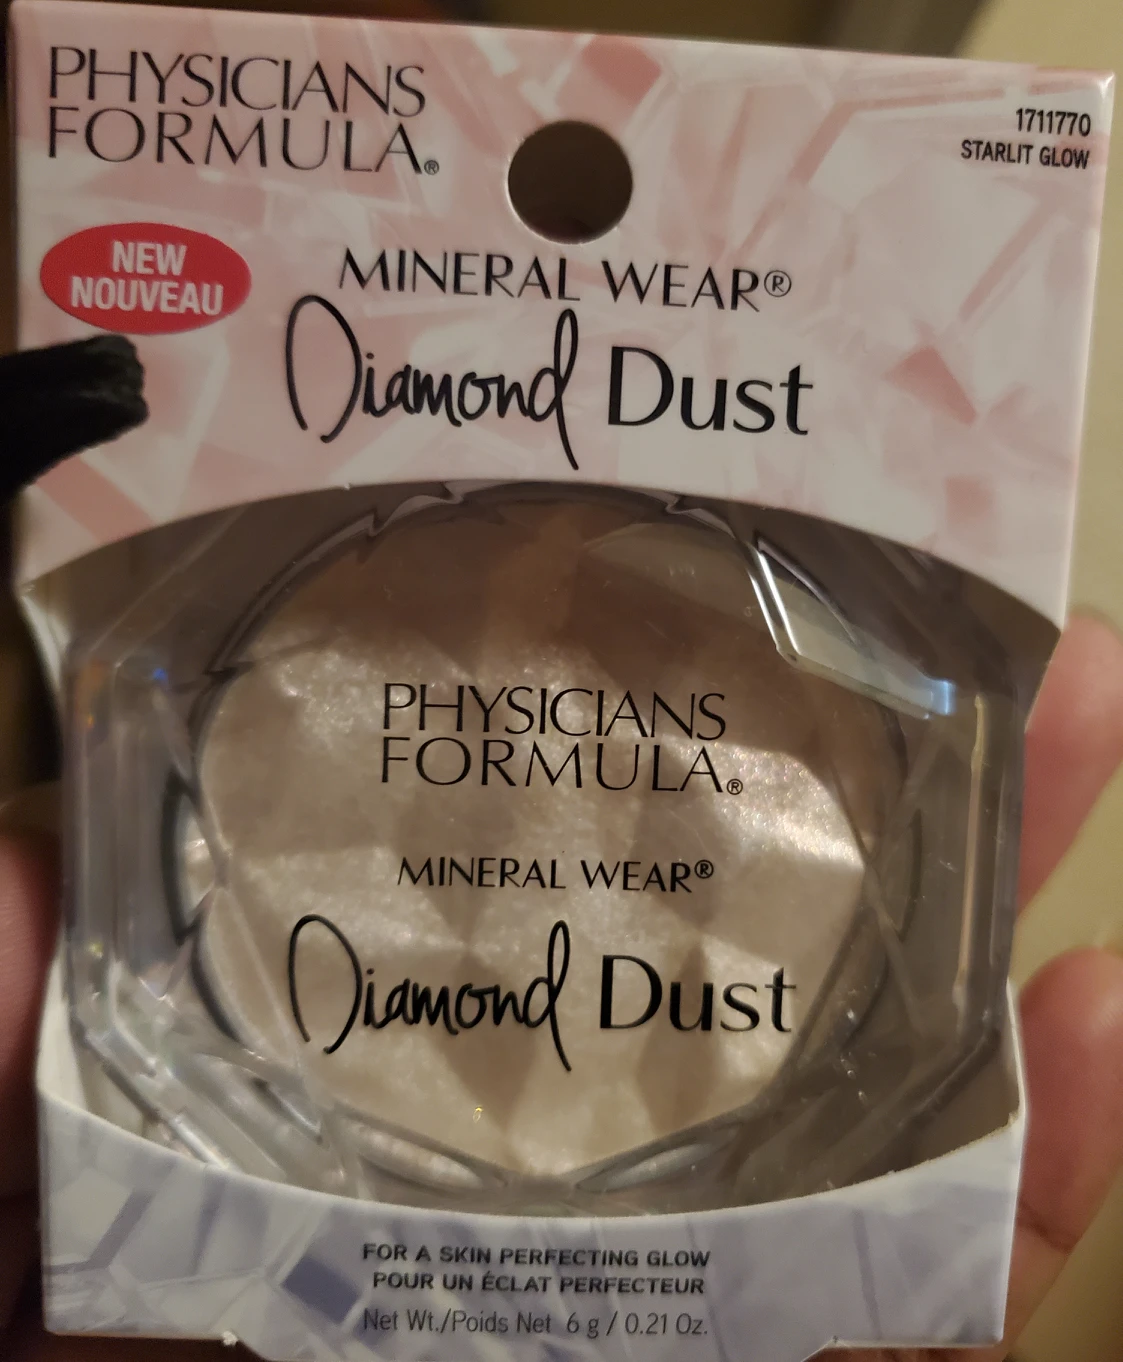 PHYSICIANS
FORMULA®
1711770
STARLIT GLOW
NEW
NOUVEAU
MINERAL WEAR®
Diamond Dust
PHYSICIANS
FORMULA®
MINERAL WEAR®
Diamond Dust
FOR A SKIN PERFECTING GLOW
POUR UN ÉCLAT PERFECTEUR
Net Wt./Poids Net 6 g / 0.21 Oz.